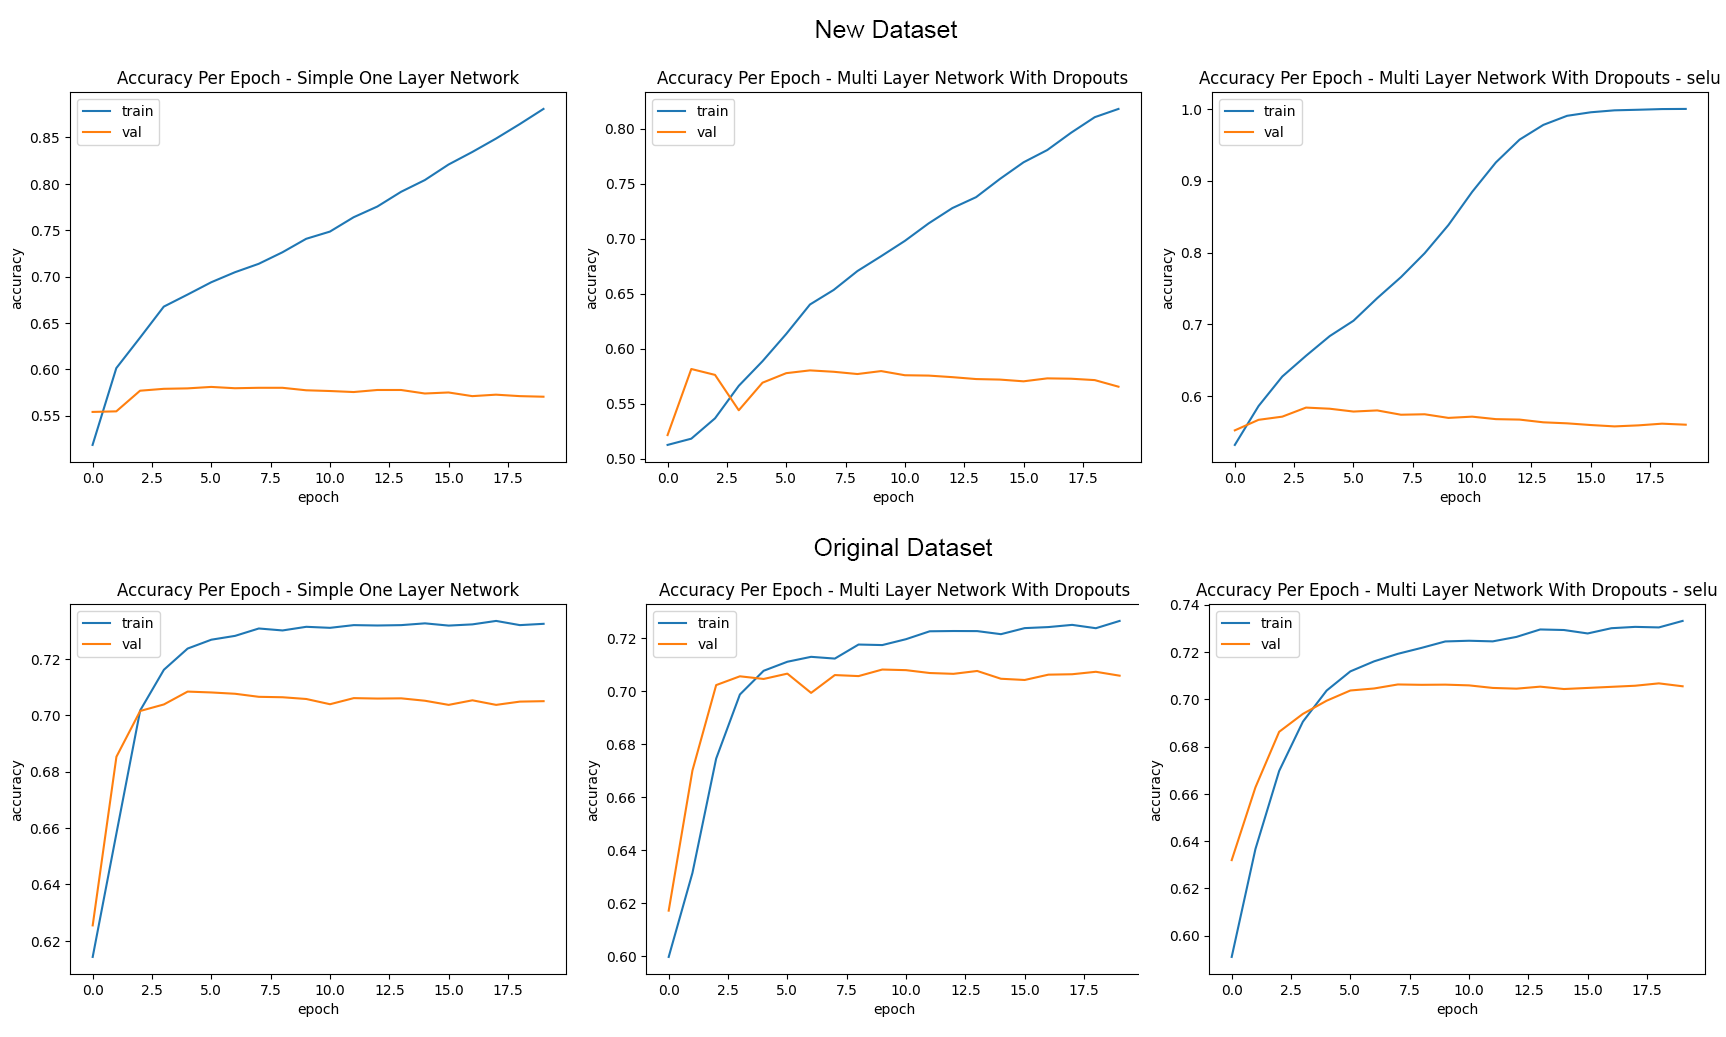 New Dataset
Accuracy Per Epoch - Simple One Layer Network
train
val
0.85
0.80
0.75
0.70
0.65
0.60
0.55
accuracy
0.0 2.5 5.0 7.5 10.0 12.5 15.0 17.5
epoch
Accuracy Per Epoch - Multi Layer Network With Dropouts
train
val
0.80
0.75
0.70
0.65
0.60
0.55
0.50
accuracy
0.0 2.5 5.0 7.5 10.0 12.5 15.0 17.5
epoch
Accuracy Per Epoch - Multi Layer Network With Dropouts - selu
train
val
1.0
0.9
0.8
0.7
0.6
accuracy
0.0 2.5 5.0 7.5 10.0 12.5 15.0 17.5
epoch
Original Dataset
Accuracy Per Epoch - Simple One Layer Network
train
val
0.72
0.70
0.68
0.66
0.64
0.62
accuracy
0.0 2.5 5.0 7.5 10.0 12.5 15.0 17.5
epoch
Accuracy Per Epoch - Multi Layer Network With Dropouts
train
val
0.72
0.70
0.68
0.66
0.64
0.62
0.60
accuracy
0.0 2.5 5.0 7.5 10.0 12.5 15.0 17.5
epoch
Accuracy Per Epoch - Multi Layer Network With Dropouts - selu
train
val
0.74
0.72
0.70
0.68
0.66
0.64
0.62
0.60
accuracy
0.0 2.5 5.0 7.5 10.0 12.5 15.0 17.5
epoch